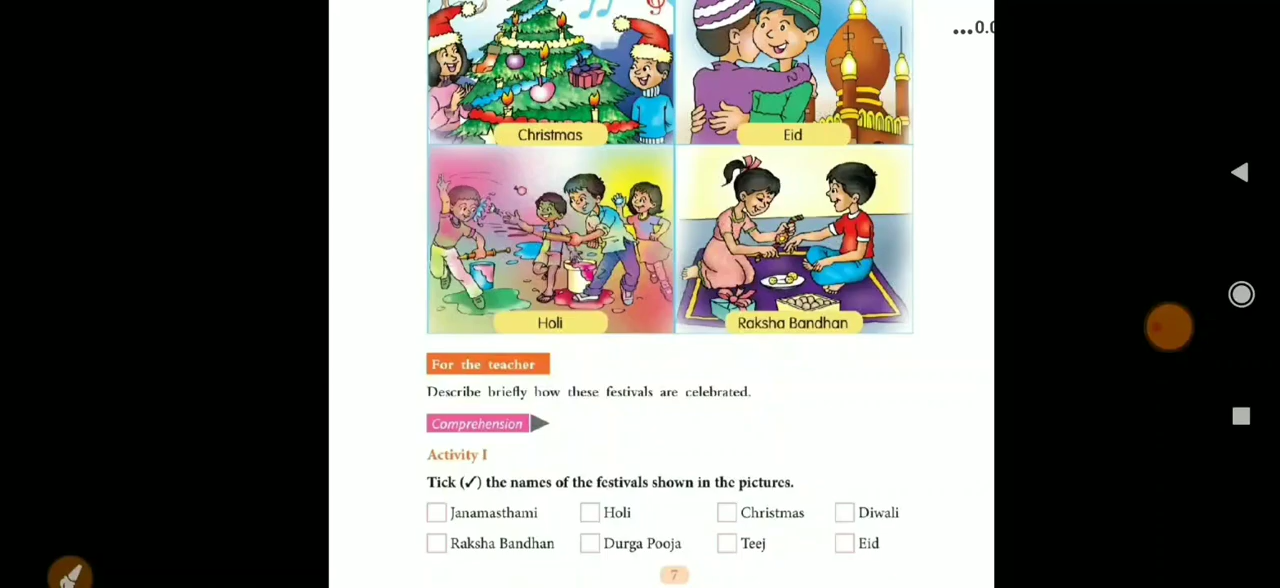 ...0.0
Christmas
Eid
Holi
Raksha Bandhan
For the teacher
Describe briefly how these festivals are celebrated.
Comprehension
Activity I
Tick (✓) the names of the festivals shown in the pictures.
Janamasthami Holi Christmas Diwali
Raksha Bandhan Durga Pooja Teej Eid
7